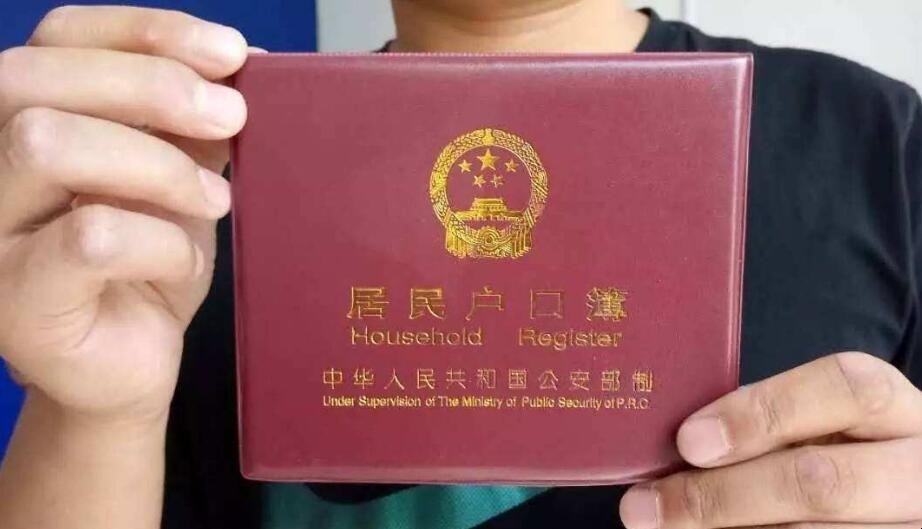 居民户口簿
Household Register
中华人民共和国公安部制
Under Supervision of The Ministry of Public Security of P.R.C.